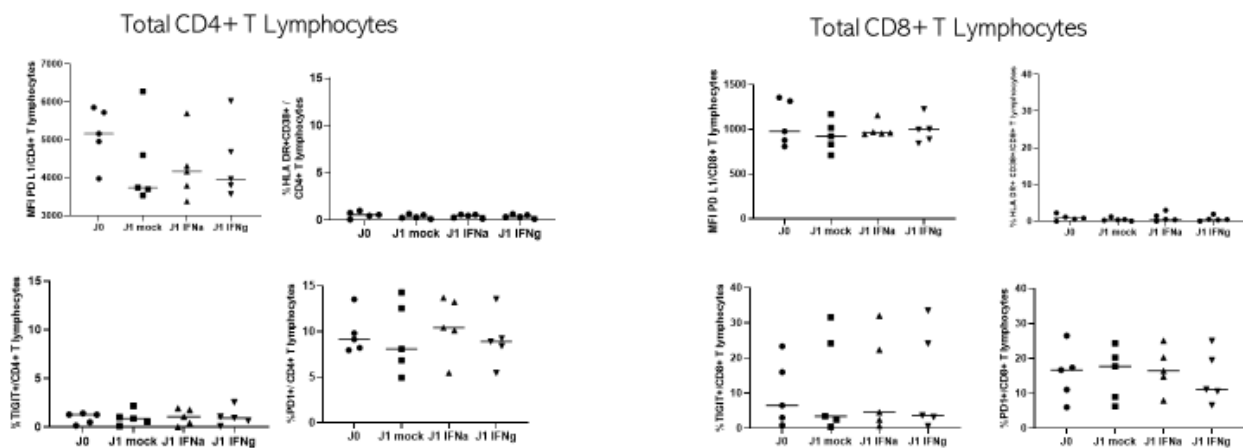 Total CD4+ T Lymphocytes
Total CD8+ T Lymphocytes
MFI PD L1/CD4+ T lymphocytes
7000
6000
5000
4000
3000
J0 J1 mock J1 IFNa J1 IFNg
%HLA DR+CD38+ /
CD4+ T lymphocytes
15
10
5
0
J0 J1 mock J1 IFNa J1 IFNg
MFI PD L1/CD8+ T lymphocytes
1500
1000
500
0
J0 J1 mock J1 IFNa J1 IFNg
%HLA DR+ CD38+/CD8+ T lymphocytes
40
30
20
10
0
J0 J1 mock J1 IFNa J1 IFNg
%TIGIT+/CD4+ T lymphocytes
15
10
5
0
J0 J1 mock J1 IFNa J1 IFNg
%PD1+/ CD4+ T lymphocytes
15
10
5
0
J0 J1 mock J1 IFNa J1 IFNg
%TIGIT+/CD8+ T lymphocytes
40
30
20
10
0
J0 J1 mock J1 IFNa J1 IFNg
%PD1+/CD8+ T lymphocytes
40
30
20
10
0
J0 J1 mock J1 IFNa J1 IFNg